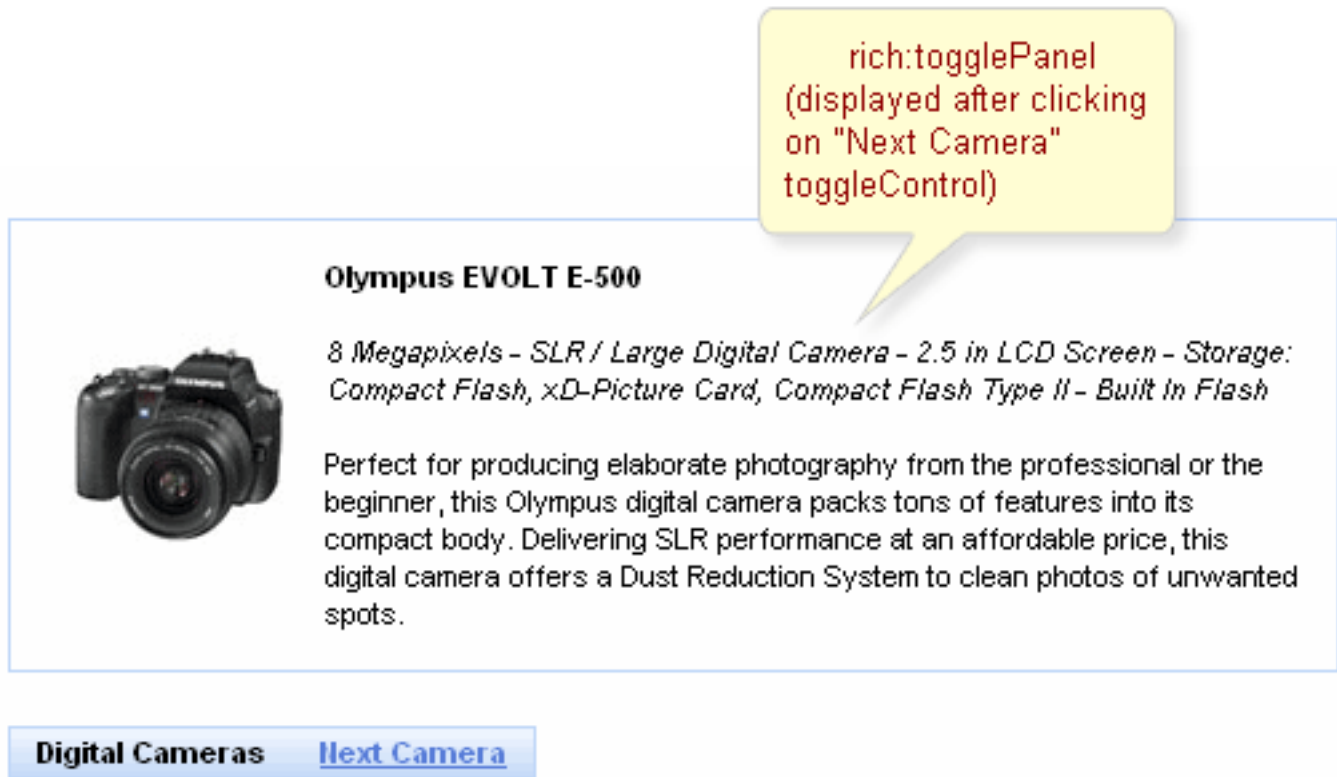 rich:togglePanel
(displayed after clicking
on "Next Camera"
toggleControl)
Olympus EVOLT E-500
8 Megapixels - SLR / Large Digital Camera - 2.5 in LCD Screen - Storage:
Compact Flash, xD-Picture Card, Compact Flash Type II - Built In Flash
Perfect for producing elaborate photography from the professional or the
beginner, this Olympus digital camera packs tons of features into its
compact body. Delivering SLR performance at an affordable price, this
digital camera offers a Dust Reduction System to clean photos of unwanted
spots.
OLYMPUS
Digital Cameras Next Camera